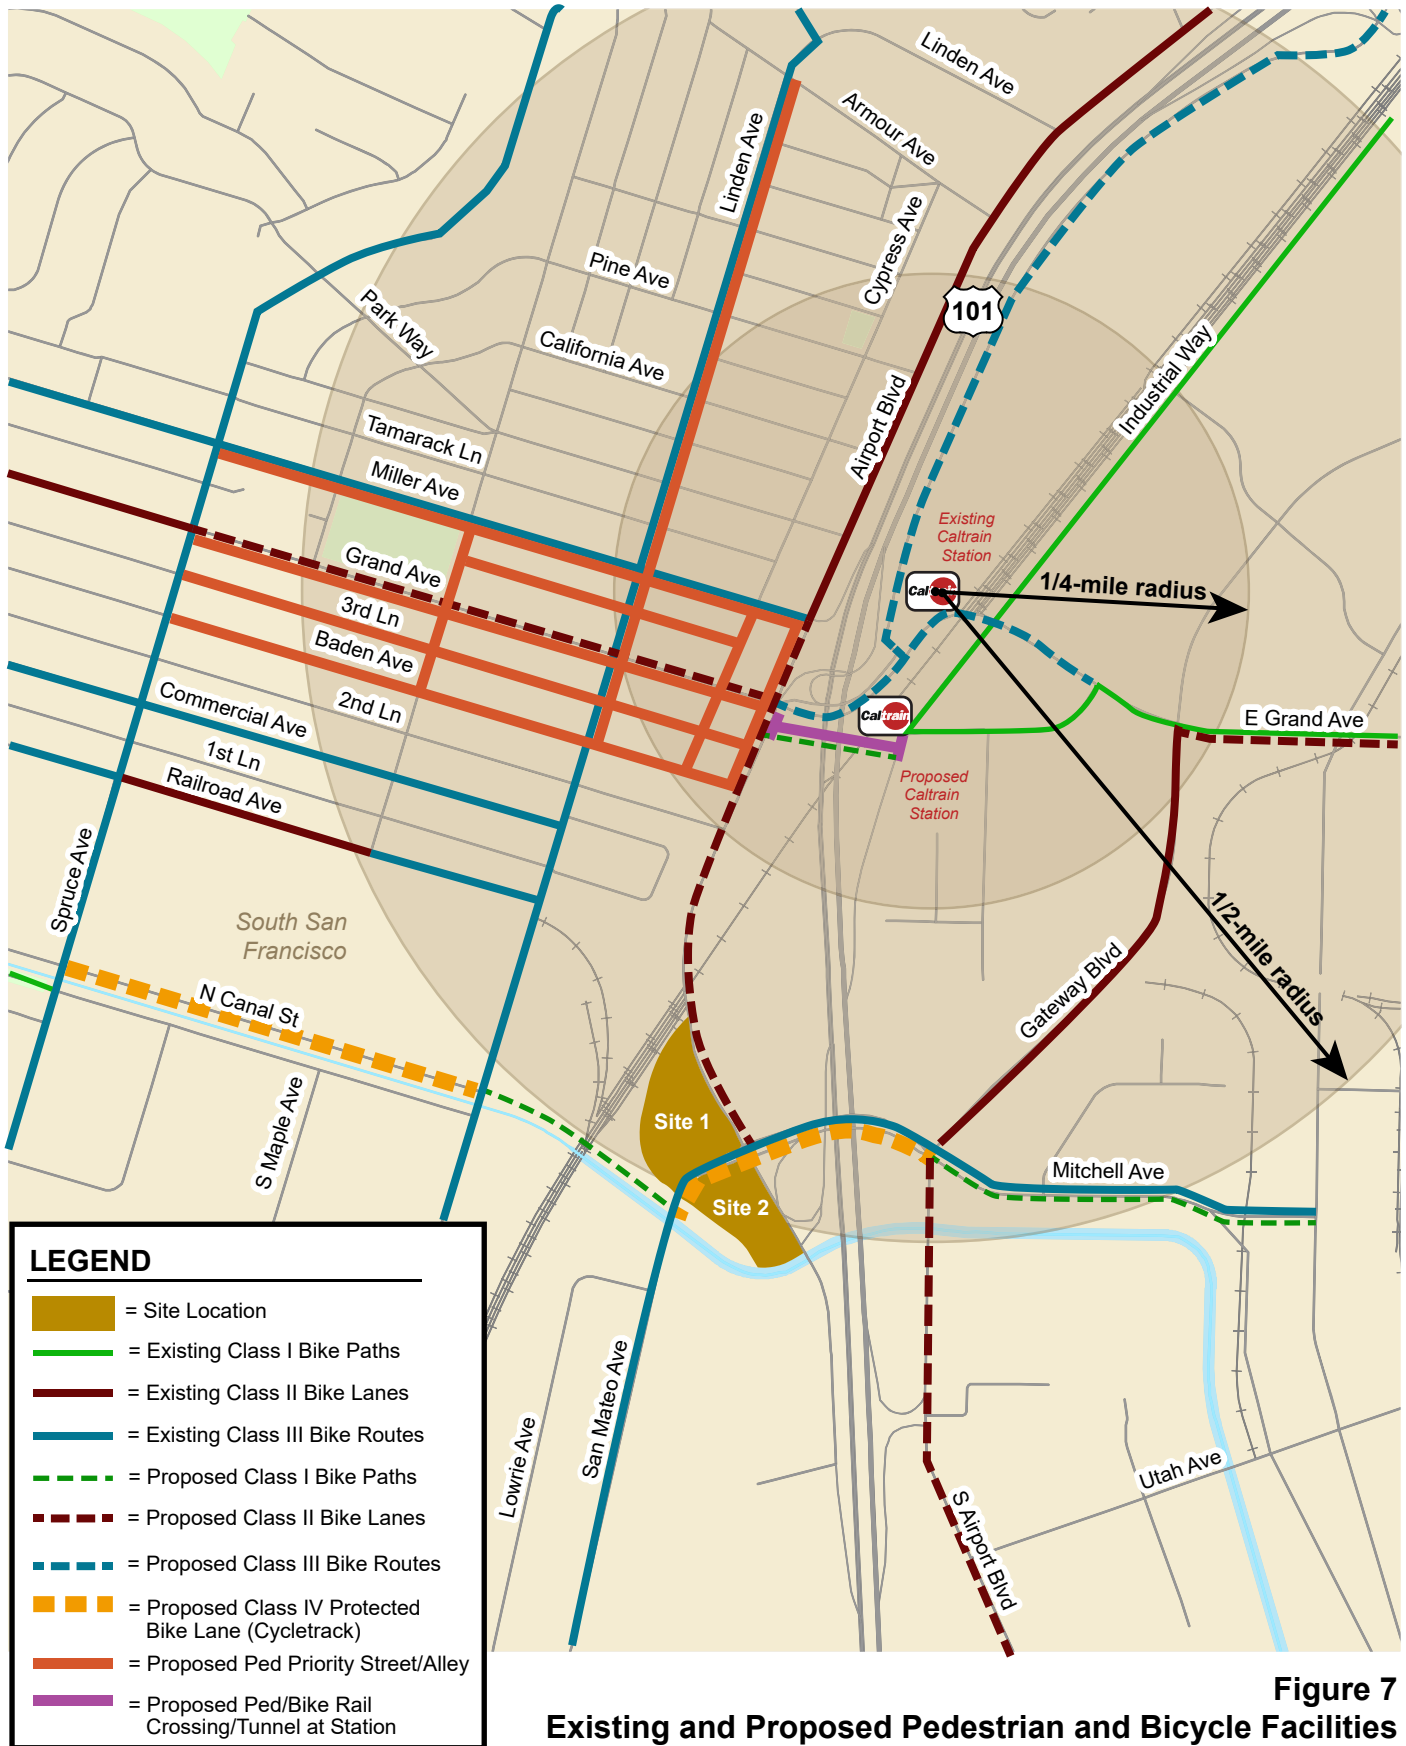 Linden Ave
Armour Ave
Linden Ave
Cypress Ave
Pine Ave
101
Park Way
California Ave
Industrial Way
Airport Blvd
Tamarack Ln
Miller Ave
Existing
Caltrain
Station
Grand Ave
Cal
1/4-mile radius
3rd Ln
Baden Ave
Commercial Ave
2nd Ln
Caltrain
E Grand Ave
1st Ln
Railroad Ave
Proposed
Caltrain
Station
Spruce Ave
South San
Francisco
1/2-mile radius
Gateway Blvd
N Canal St
S Maple Ave
Site 1
Mitchell Ave
Site 2
LEGEND
= Site Location
= Existing Class I Bike Paths
= Existing Class II Bike Lanes
= Existing Class III Bike Routes
= Proposed Class I Bike Paths
= Proposed Class II Bike Lanes
= Proposed Class III Bike Routes
= Proposed Class IV Protected
Bike Lane (Cycletrack)
= Proposed Ped Priority Street/Alley
= Proposed Ped/Bike Rail
Crossing/Tunnel at Station
Lowrie Ave
San Mateo Ave
S Airport Blvd
Utah Ave
Figure 7
Existing and Proposed Pedestrian and Bicycle Facilities